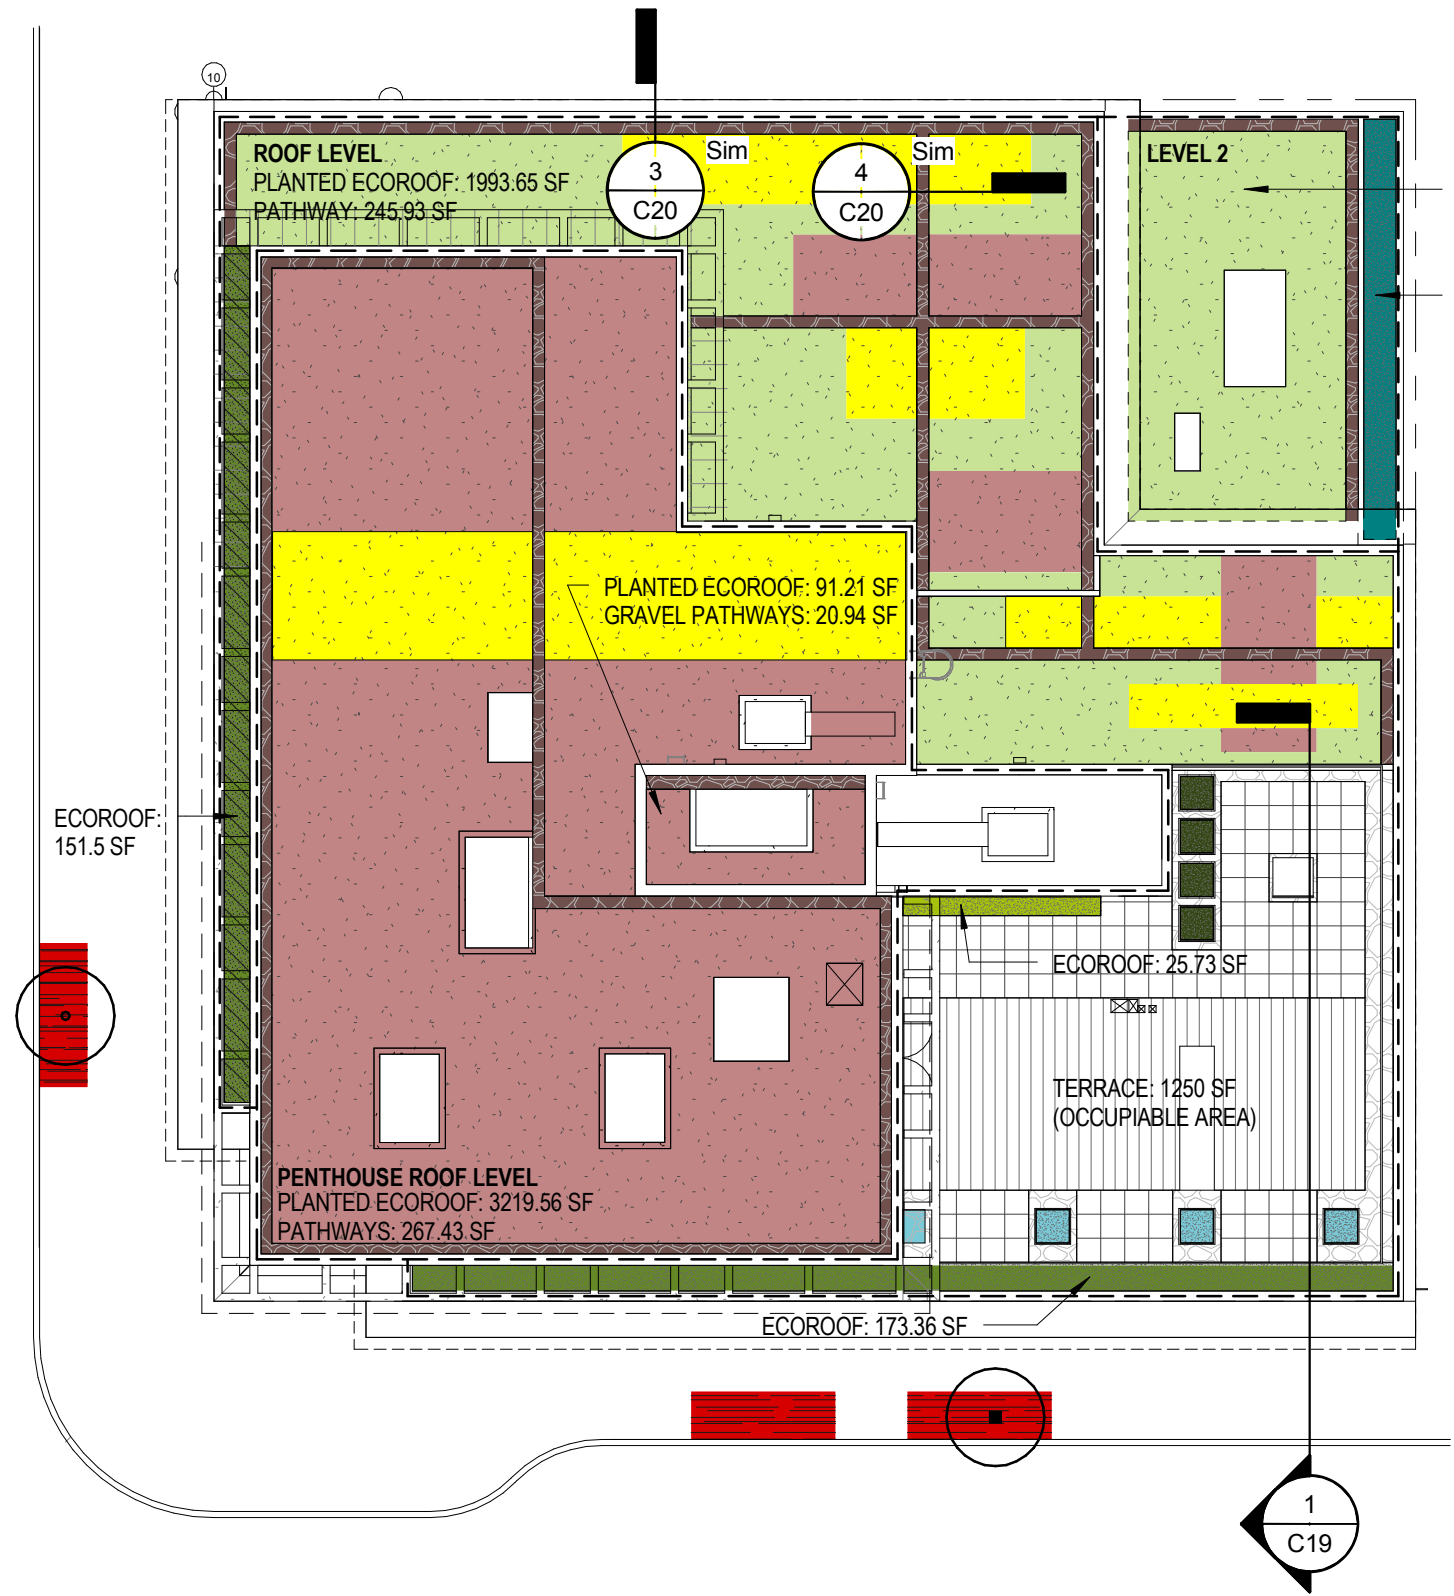 10
ROOF LEVEL
PLANTED ECOROOF: 1993.65 SF
PATHWAY: 245.93 SF
3
C20
Sim
4
C20
Sim
LEVEL 2
PLANTED ECOROOF: 91.21 SF
GRAVEL PATHWAYS: 20.94 SF
ECOROOF:
151.5 SF
ECOROOF: 25.73 SF
TERRACE: 1250 SF
(OCCUPIABLE AREA)
PENTHOUSE ROOF LEVEL
PLANTED ECOROOF: 3219.56 SF
PATHWAYS: 267.43 SF
ECOROOF: 173.36 SF
1
C19